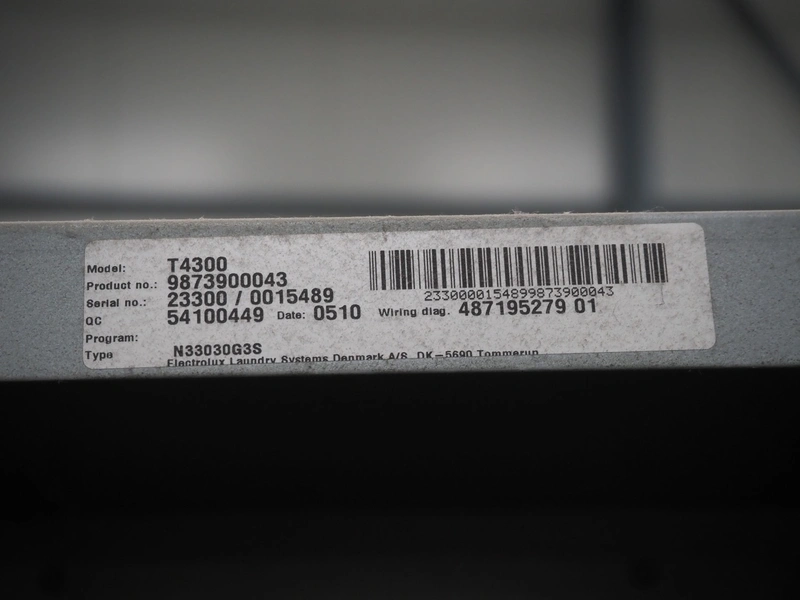 Model: T4300
Product no.: 9873900043
Serial no.: 23300 / 0015489
233000015489987390043
QC 54100449 Date: 0510 Wiring diag. 487195279 01
Program:
Type N33030G3S
Electrolux Laundry Systems Denmark A/S, DK-5690 Tommerup